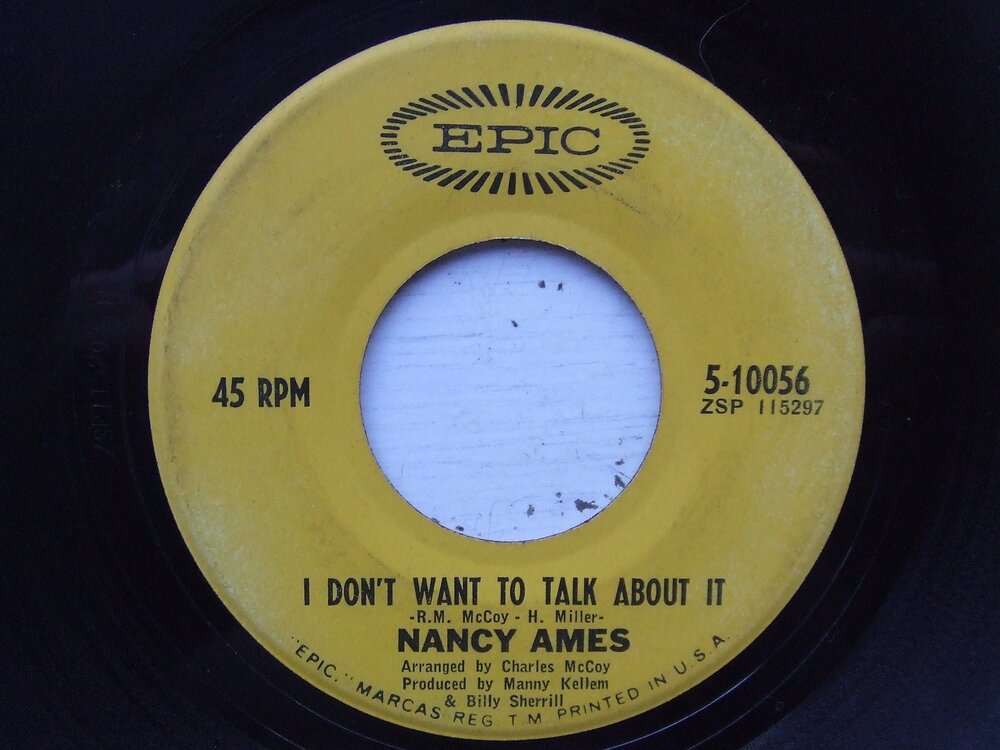 EPIC
45 RPM
5-10056
ZSP 115297
I DON'T WANT TO TALK ABOUT IT
-R.M. McCoy - H. Miller-
NANCY AMES
Arranged by Charles McCoy
Produced by Manny Kellem
& Billy Sherrill
"EPIC." MARCAS REG. T.M. PRINTED IN U.S.A.